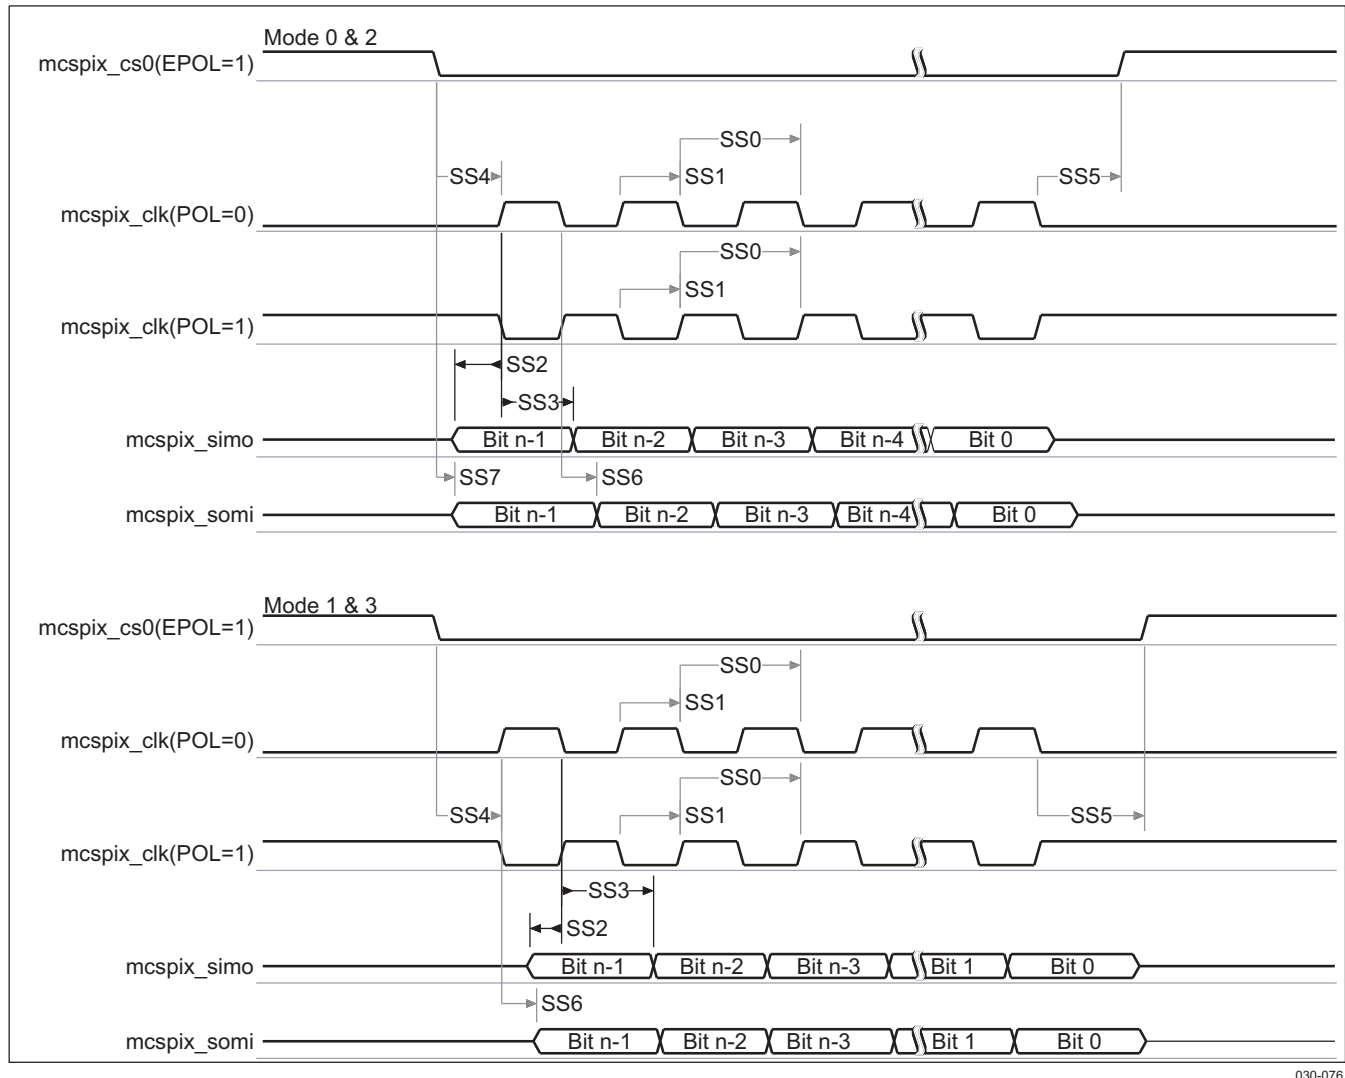 Mode 0 & 2
mcspix_cs0(EPOL=1)
SS0
SS4 SS1 SS5
mcspix_clk(POL=0)
SS0
SS1
mcspix_clk(POL=1)
SS2
SS3
mcspix_simo Bit n-1 Bit n-2 Bit n-3 Bit n-4 Bit 0
SS7 SS6
mcspix_somi Bit n-1 Bit n-2 Bit n-3 Bit n-4 Bit 0
Mode 1 & 3
mcspix_cs0(EPOL=1)
SS0
SS1
mcspix_clk(POL=0)
SS0
SS4 SS1 SS5
mcspix_clk(POL=1)
SS3
SS2
mcspix_simo Bit n-1 Bit n-2 Bit n-3 Bit 1 Bit 0
SS6
mcspix_somi Bit n-1 Bit n-2 Bit n-3 Bit 1 Bit 0
030-076